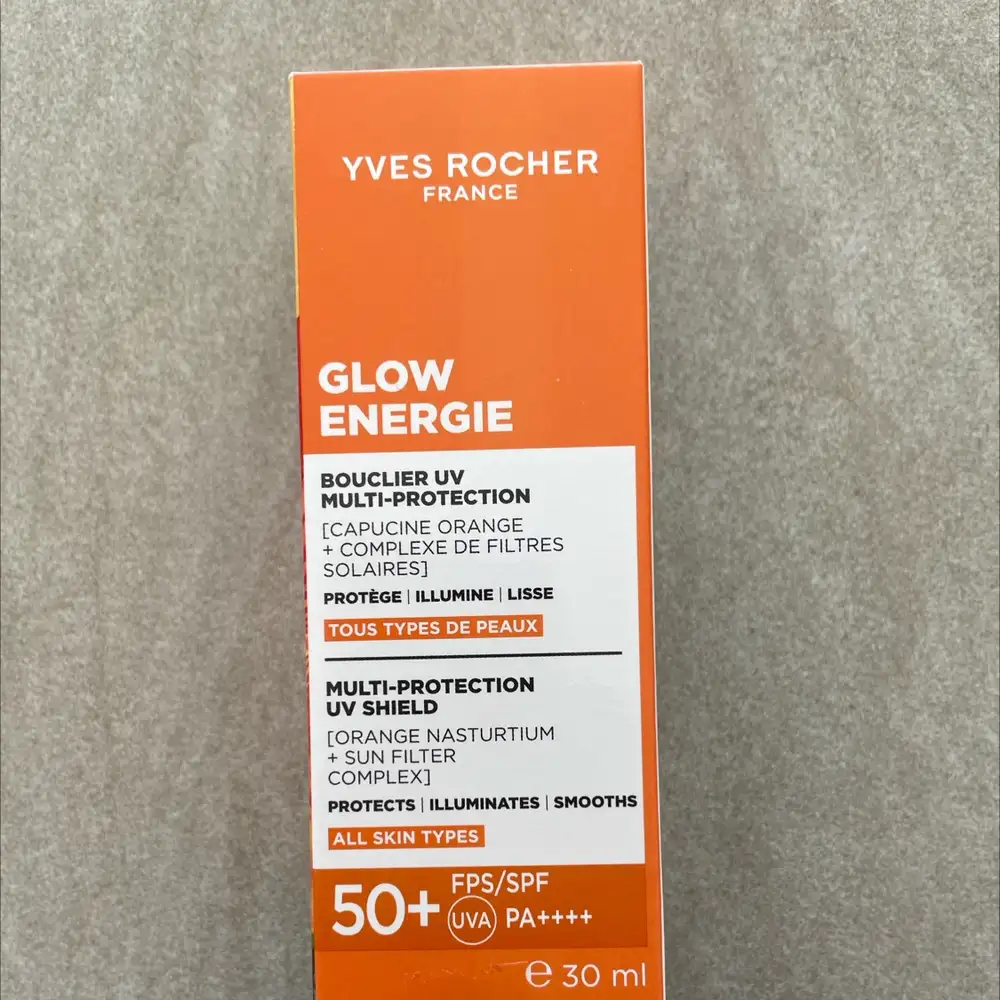 YVES ROCHER
FRANCE
GLOW
ENERGIE
BOUCLIER UV
MULTI-PROTECTION
[CAPUCINE ORANGE
+ COMPLEXE DE FILTRES
SOLAIRES]
PROTÈGE | ILLUMINE | LISSE
TOUS TYPES DE PEAUX
MULTI-PROTECTION
UV SHIELD
[ORANGE NASTURTIUM
+ SUN FILTER
COMPLEX]
PROTECTS | ILLUMINATES | SMOOTHS
ALL SKIN TYPES
50+ FPS/SPF
UVA PA++++
℮ 30 ml